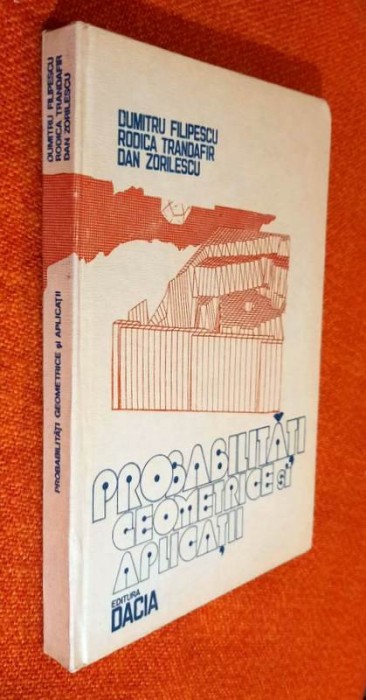 DUMITRU FILIPESCU
RODICA TRANDAFIR
DAN ZORILESCU
PROBABILITĂȚI GEOMETRICE și APLICAȚII
DUMITRU FILIPESCU
RODICA TRANDAFIR
DAN ZORILESCU
PROBABILITĂȚI
GEOMETRICE și
APLICAȚII
EDITURA
DACIA